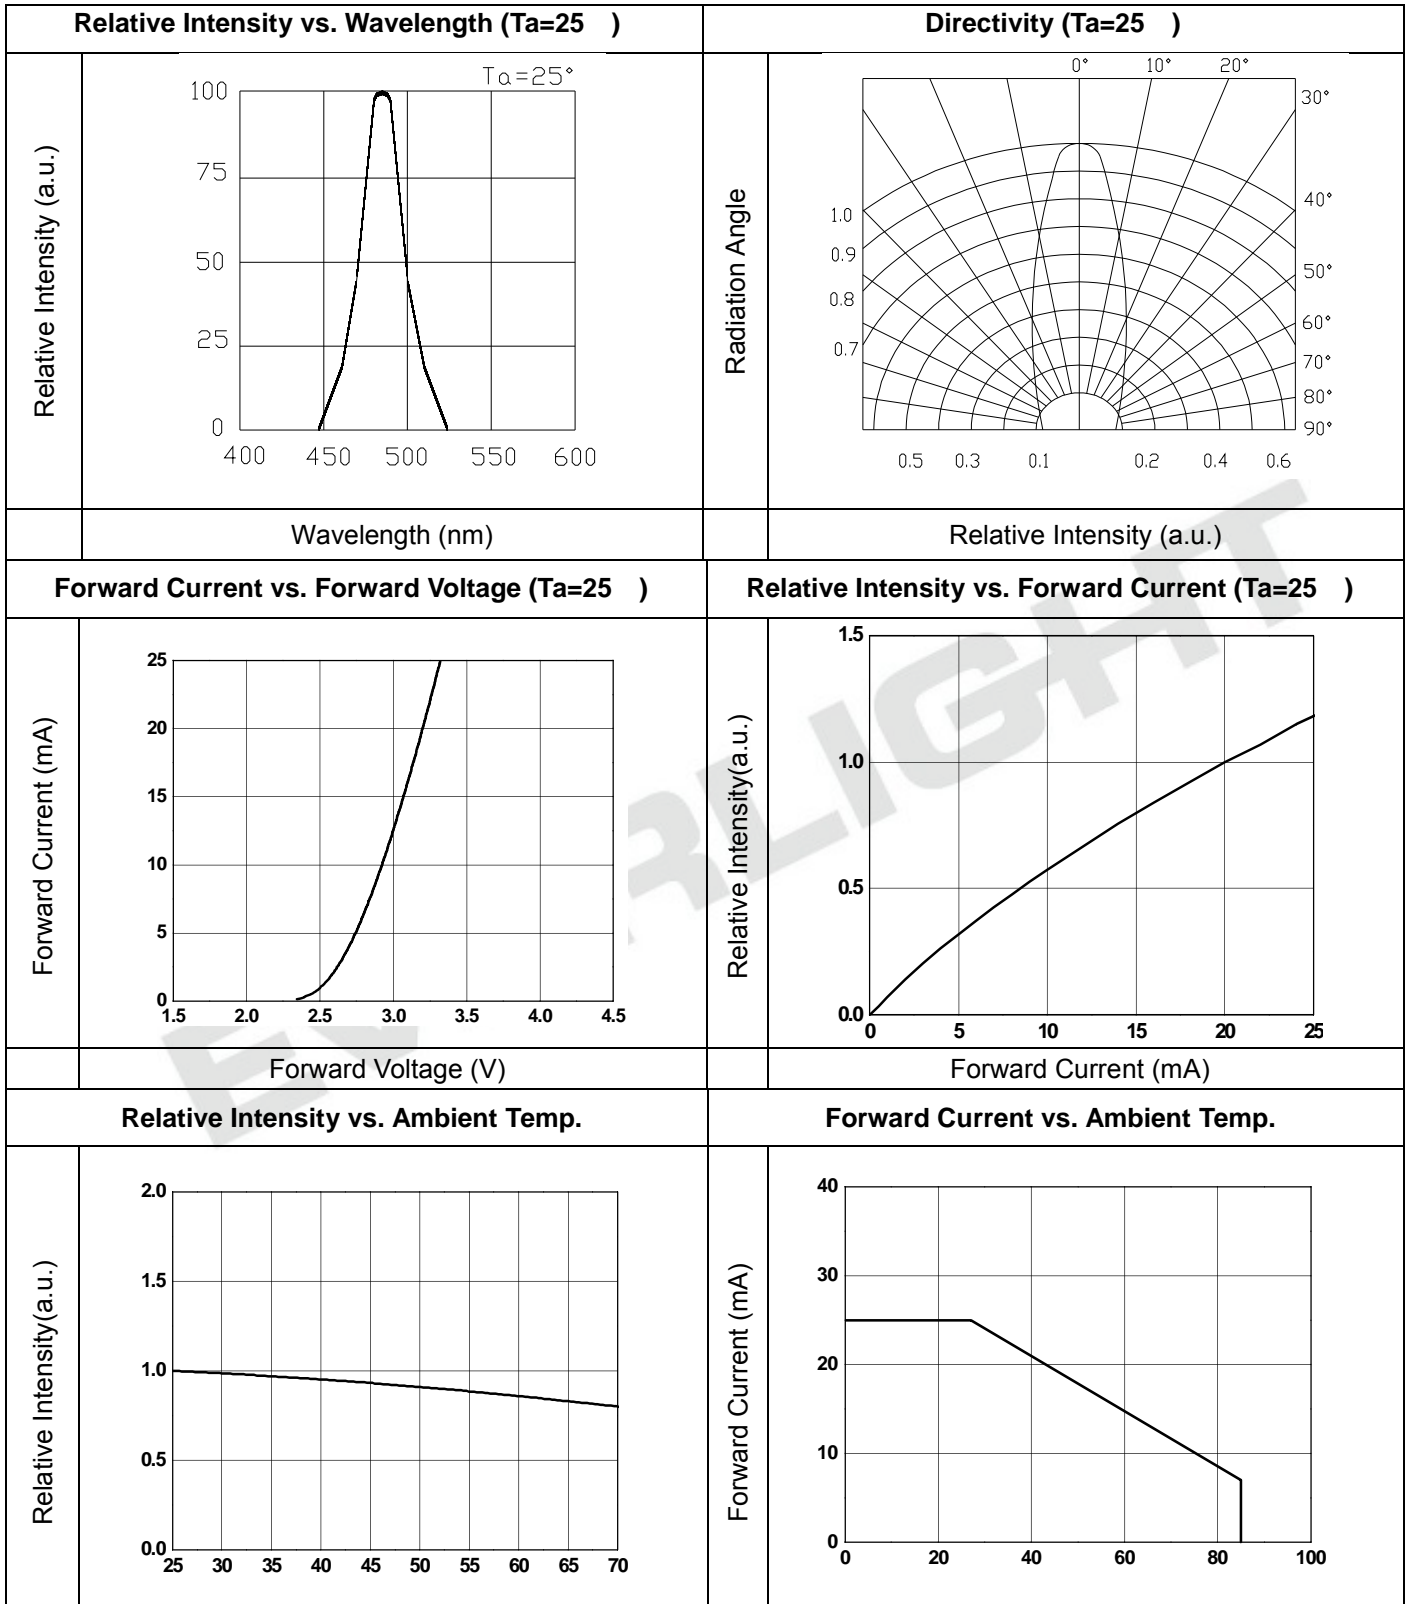 Relative Intensity vs. Wavelength (Ta=25 )
Directivity (Ta=25 )
Relative Intensity (a.u.)
Ta=25°
100
75
50
25
0
400 450 500 550 600
Wavelength (nm)
Radiation Angle
0° 10° 20°
30°
40°
50°
60°
70°
80°
90°
1.0
0.9
0.8
0.7
0.5 0.3 0.1 0.2 0.4 0.6
Relative Intensity (a.u.)
Forward Current vs. Forward Voltage (Ta=25 )
Relative Intensity vs. Forward Current (Ta=25 )
Forward Current (mA)
25
20
15
10
5
0
1.5 2.0 2.5 3.0 3.5 4.0 4.5
Forward Voltage (V)
Relative Intensity(a.u.)
1.5
1.0
0.5
0.0
0 5 10 15 20 25
Forward Current (mA)
Relative Intensity vs. Ambient Temp.
Forward Current vs. Ambient Temp.
Relative Intensity(a.u.)
2.0
1.5
1.0
0.5
0.0
25 30 35 40 45 50 55 60 65 70
Forward Current (mA)
40
30
20
10
0
0 20 40 60 80 100
EVERLIGHT